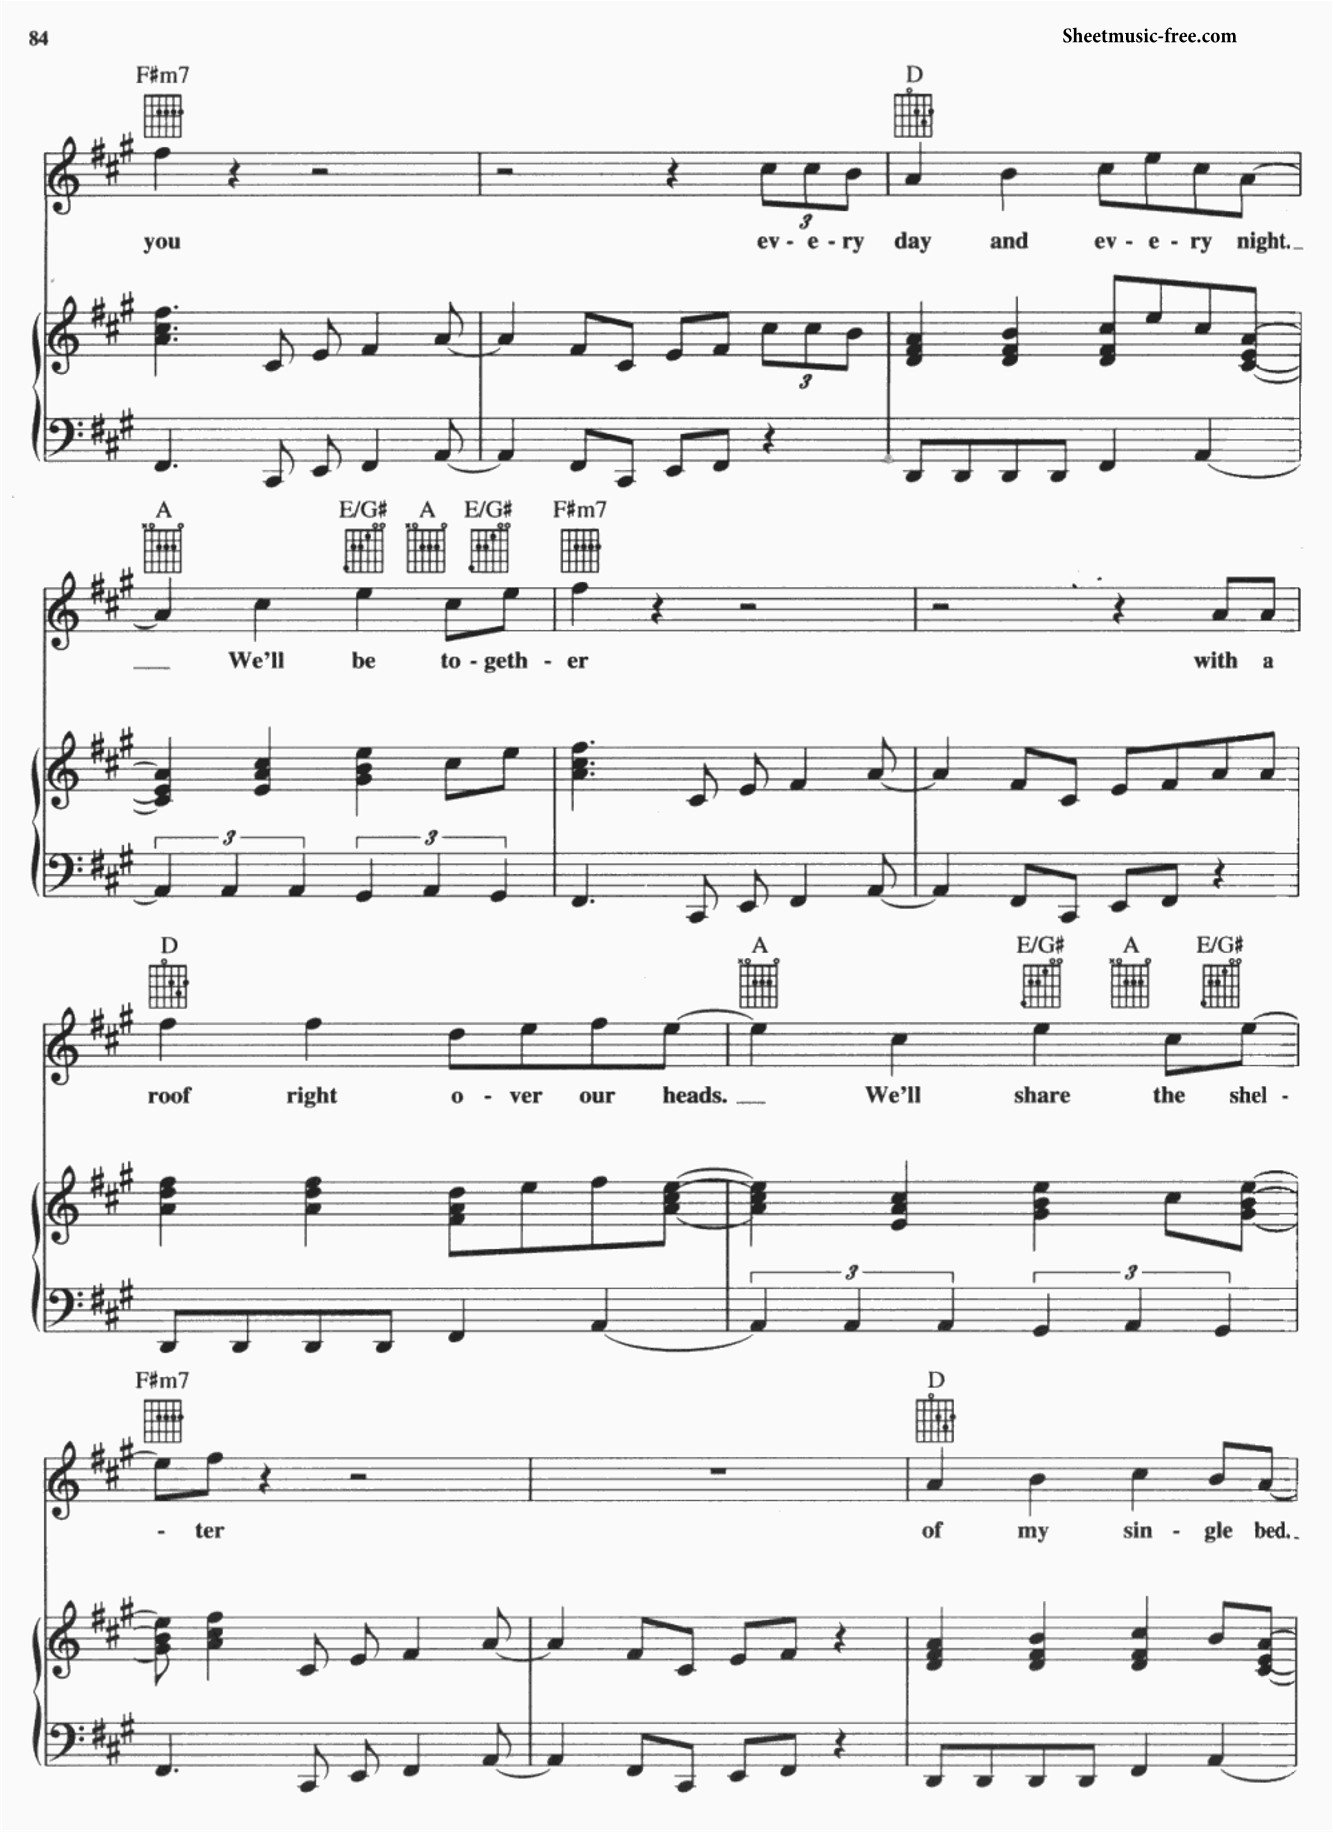 84
Sheetmusic-free.com
F#m7 D
3
you ev - e - ry day and ev - e - ry night. _
3
A E/G# A E/G# F#m7
__ We'll be to - geth - er with a
3 3
D A E/G# A E/G#
roof right o - ver our heads. __ We'll share the shel -
3 3
F#m7 D
- ter of my sin - gle bed. _